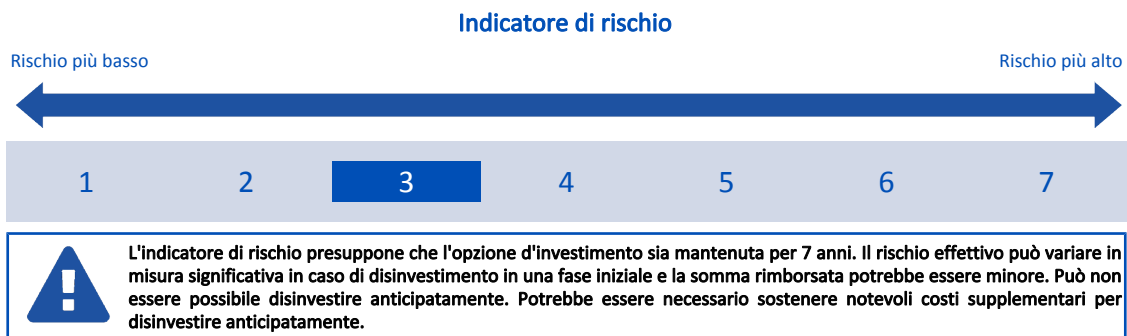 Indicatore di rischio
Rischio più basso
Rischio più alto
1 2 3 4 5 6 7
L'indicatore di rischio presuppone che l'opzione d'investimento sia mantenuta per 7 anni. Il rischio effettivo può variare in
misura significativa in caso di disinvestimento in una fase iniziale e la somma rimborsata potrebbe essere minore. Può non
essere possibile disinvestire anticipatamente. Potrebbe essere necessario sostenere notevoli costi supplementari per
disinvestire anticipatamente.